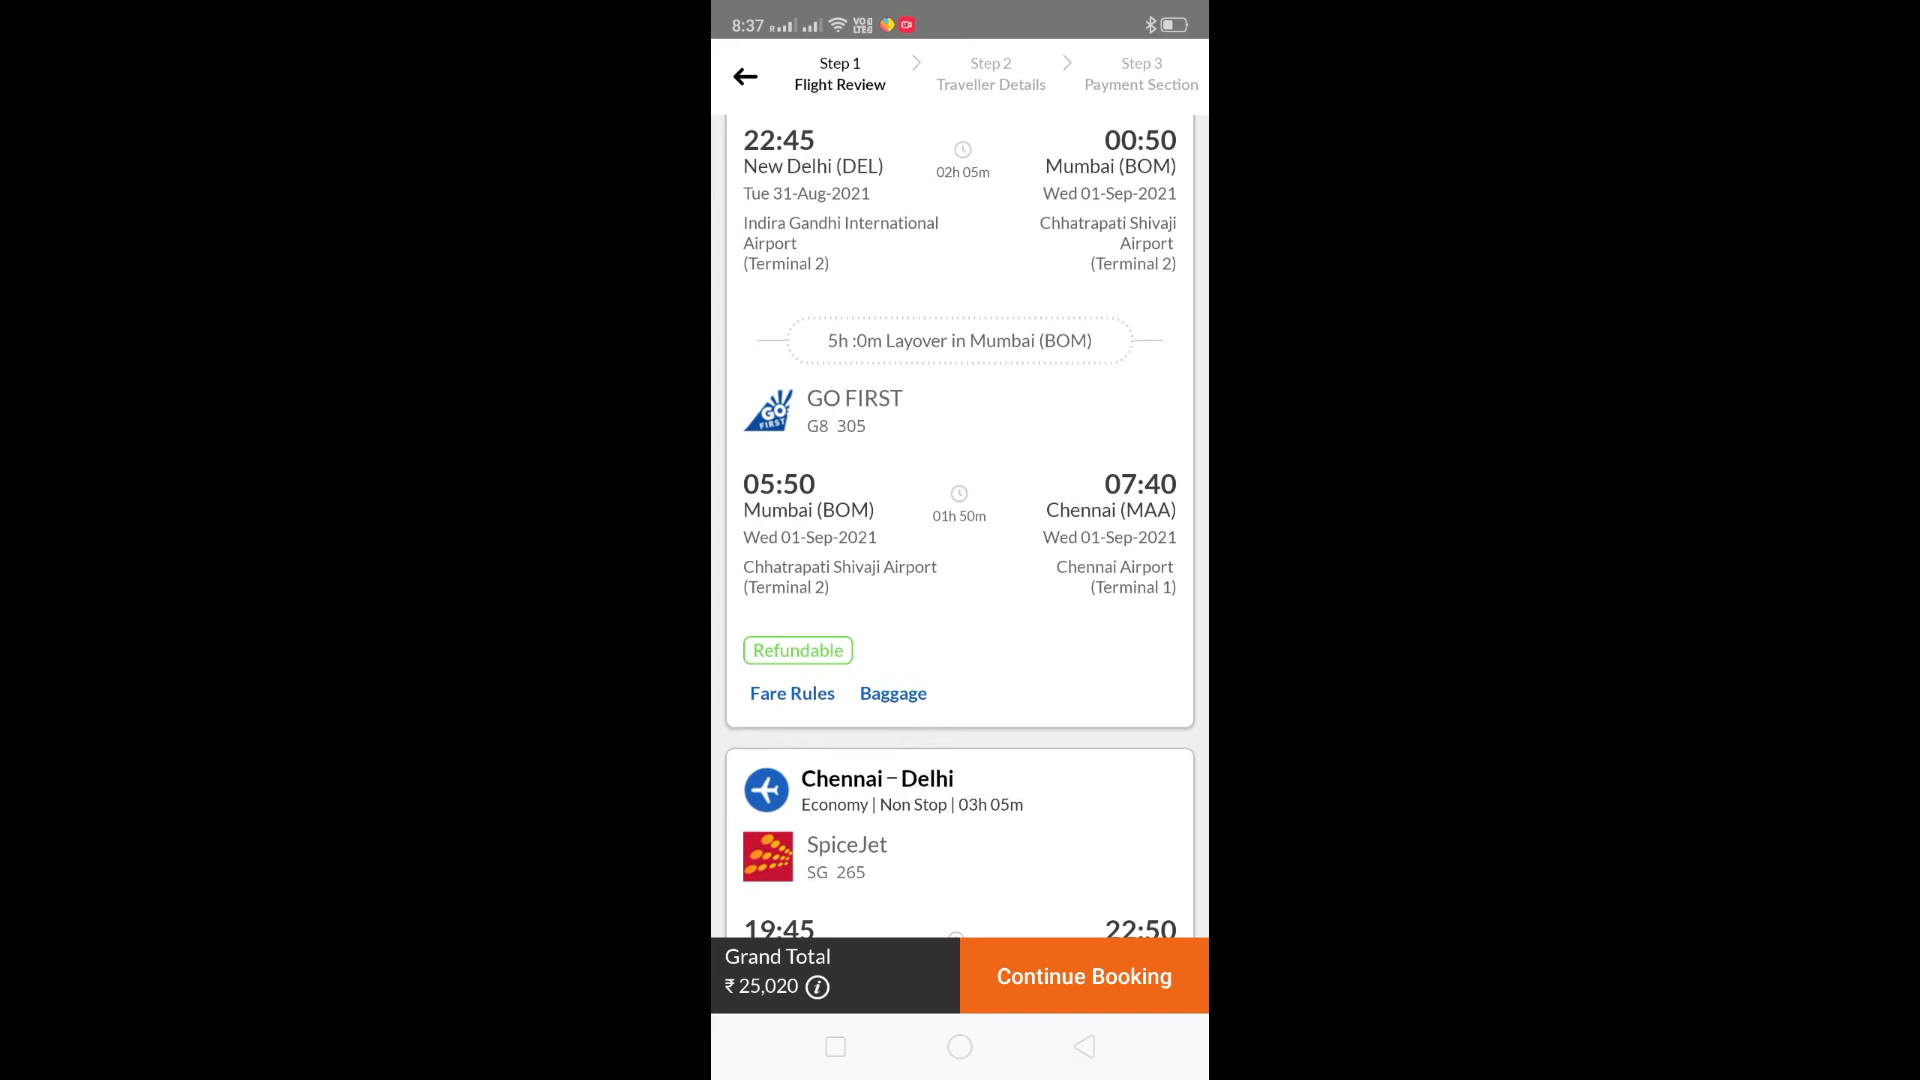 8:37 R VoD LTE
Step 1 Step 2 Step 3
Flight Review Traveller Details Payment Section
22:45 00:50
New Delhi (DEL) 02h 05m Mumbai (BOM)
Tue 31-Aug-2021 Wed 01-Sep-2021
Indira Gandhi International Chhatrapati Shivaji
Airport Airport
(Terminal 2) (Terminal 2)
5h :0m Layover in Mumbai (BOM)
GO FIRST
GO FIRST
G8 305
05:50 07:40
Mumbai (BOM) 01h 50m Chennai (MAA)
Wed 01-Sep-2021 Wed 01-Sep-2021
Chhatrapati Shivaji Airport Chennai Airport
(Terminal 2) (Terminal 1)
Refundable
Fare Rules Baggage
Chennai – Delhi
Economy | Non Stop | 03h 05m
SpiceJet
SG 265
19:45 22:50
Grand Total
₹ 25,020 i Continue Booking